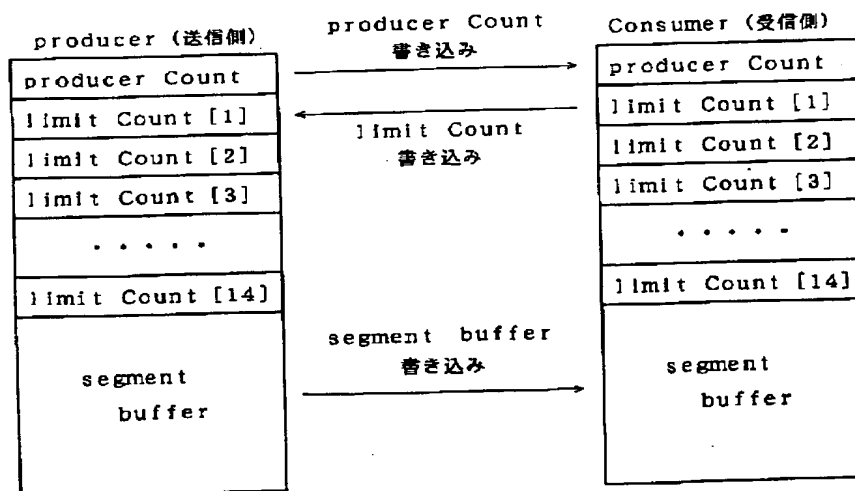 producer (送信側)
producer Count
limit Count [1]
limit Count [2]
limit Count [3]
・・・・・
limit Count [14]
segment
buffer
producer Count
書き込み
limit Count
書き込み
segment buffer
書き込み
Consumer (受信側)
producer Count
limit Count [1]
limit Count [2]
limit Count [3]
・・・・・
limit Count [14]
segment
buffer